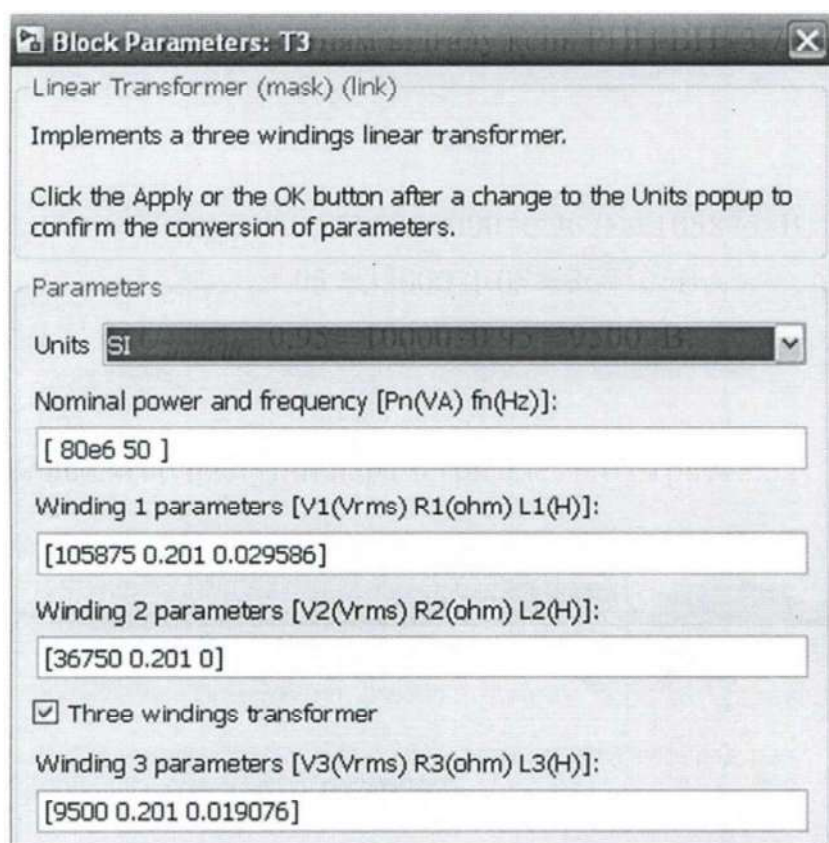 Block Parameters: T3
Linear Transformer (mask) (link)
Implements a three windings linear transformer.
Click the Apply or the OK button after a change to the Units popup to
confirm the conversion of parameters.
Parameters
Units SI
Nominal power and frequency [Pn(VA) fn(Hz)]:
[ 80e6 50 ]
Winding 1 parameters [V1(Vrms) R1(ohm) L1(H)]:
[105875 0.201 0.029586]
Winding 2 parameters [V2(Vrms) R2(ohm) L2(H)]:
[36750 0.201 0]
Three windings transformer
Winding 3 parameters [V3(Vrms) R3(ohm) L3(H)]:
[9500 0.201 0.019076]